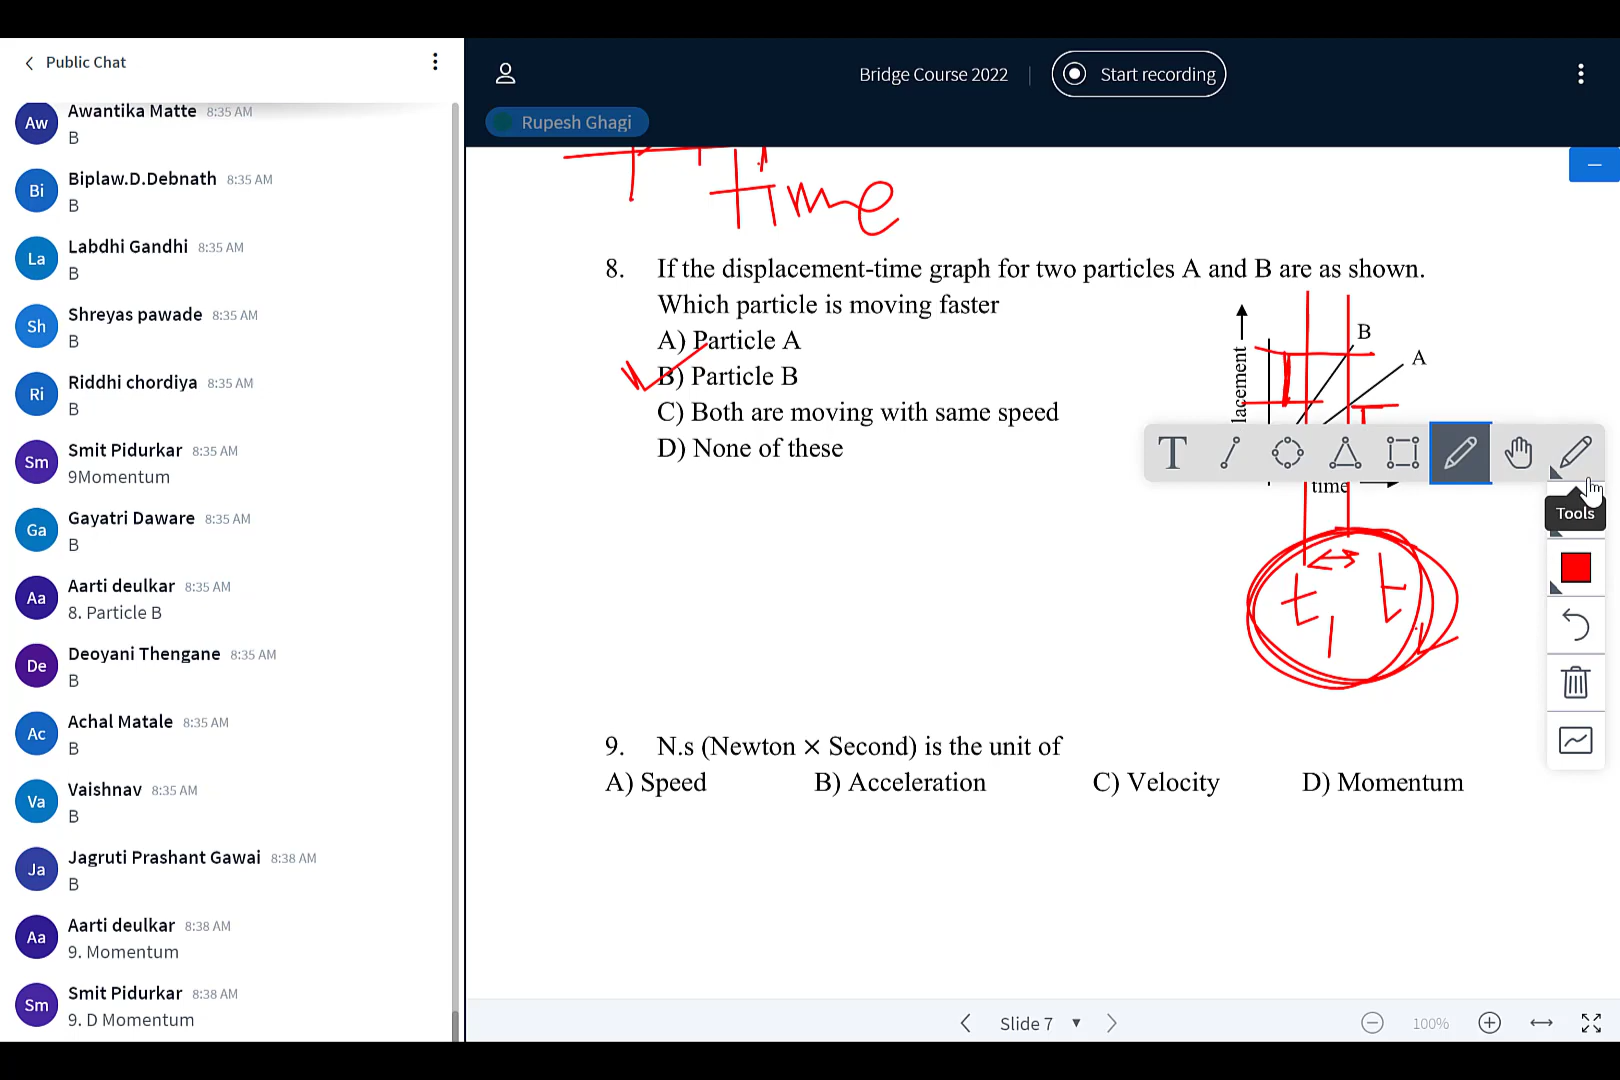 Public Chat
Aw
Awantika Matte 8:35 AM
B
Bi
Biplaw.D.Debnath 8:35 AM
B
La
Labdhi Gandhi 8:35 AM
B
Sh
Shreyas pawade 8:35 AM
B
Ri
Riddhi chordiya 8:35 AM
B
Sm
Smit Pidurkar 8:35 AM
9Momentum
Ga
Gayatri Daware 8:35 AM
B
Aa
Aarti deulkar 8:35 AM
8. Particle B
De
Deoyani Thengane 8:35 AM
B
Ac
Achal Matale 8:35 AM
B
Va
Vaishnav 8:35 AM
B
Ja
Jagruti Prashant Gawai 8:38 AM
B
Aa
Aarti deulkar 8:38 AM
9. Momentum
Sm
Smit Pidurkar 8:38 AM
9. D Momentum
Bridge Course 2022
Start recording
Rupesh Ghagi
time
8. If the displacement-time graph for two particles A and B are as shown.
Which particle is moving faster
A) Particle A
B) Particle B
C) Both are moving with same speed
D) None of these
B
A
lacement
time
T
Tools
t t
9. N.s (Newton × Second) is the unit of
A) Speed B) Acceleration C) Velocity D) Momentum
Slide 7
100%